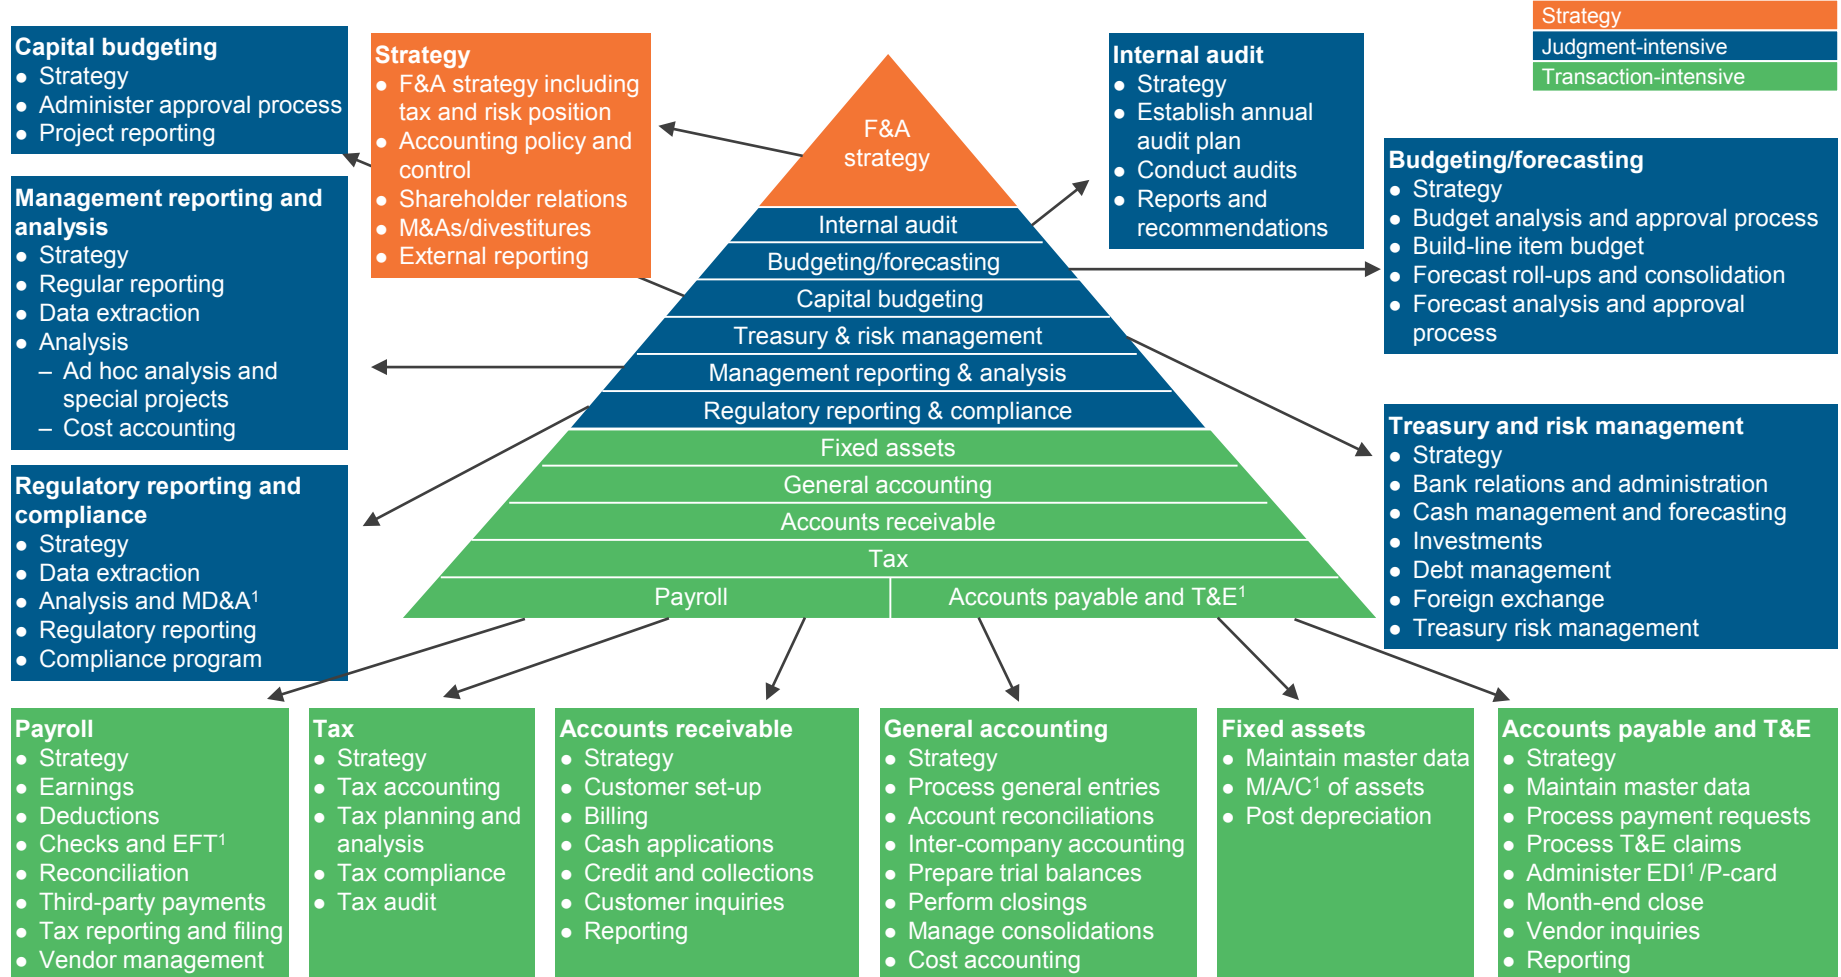 Strategy
Judgment-intensive
Transaction-intensive
Capital budgeting
● Strategy
● Administer approval process
● Project reporting
Strategy
● F&A strategy including
tax and risk position
● Accounting policy and
control
● Shareholder relations
● M&As/divestitures
● External reporting
Internal audit
● Strategy
● Establish annual
audit plan
● Conduct audits
● Reports and
recommendations
Budgeting/forecasting
● Strategy
● Budget analysis and approval process
● Build-line item budget
● Forecast roll-ups and consolidation
● Forecast analysis and approval
process
Management reporting and
analysis
● Strategy
● Regular reporting
● Data extraction
● Analysis
– Ad hoc analysis and
special projects
– Cost accounting
Regulatory reporting and
compliance
● Strategy
● Data extraction
● Analysis and MD&A¹
● Regulatory reporting
● Compliance program
Treasury and risk management
● Strategy
● Bank relations and administration
● Cash management and forecasting
● Investments
● Debt management
● Foreign exchange
● Treasury risk management
F&A
strategy
Internal audit
Budgeting/forecasting
Capital budgeting
Treasury & risk management
Management reporting & analysis
Regulatory reporting & compliance
Fixed assets
General accounting
Accounts receivable
Tax
Payroll
Accounts payable and T&E¹
Payroll
● Strategy
● Earnings
● Deductions
● Checks and EFT¹
● Reconciliation
● Third-party payments
● Tax reporting and filing
● Vendor management
Tax
● Strategy
● Tax accounting
● Tax planning and
analysis
● Tax compliance
● Tax audit
Accounts receivable
● Strategy
● Customer set-up
● Billing
● Cash applications
● Credit and collections
● Customer inquiries
● Reporting
General accounting
● Strategy
● Process general entries
● Account reconciliations
● Inter-company accounting
● Prepare trial balances
● Perform closings
● Manage consolidations
● Cost accounting
Fixed assets
● Maintain master data
● M/A/C¹ of assets
● Post depreciation
Accounts payable and T&E
● Strategy
● Maintain master data
● Process payment requests
● Process T&E claims
● Administer EDI¹/P-card
● Month-end close
● Vendor inquiries
● Reporting